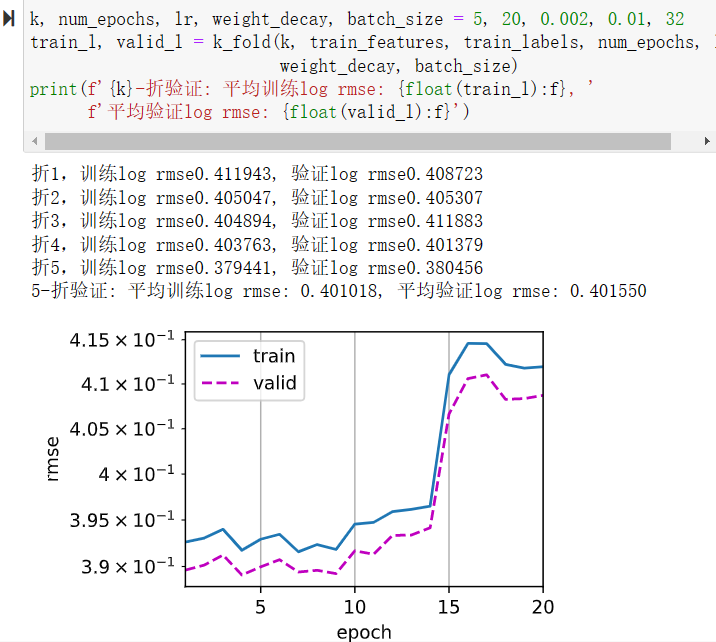 k, num_epochs, lr, weight_decay, batch_size = 5, 20, 0.002, 0.01, 32
train_l, valid_l = k_fold(k, train_features, train_labels, num_epochs,
weight_decay, batch_size)
print(f'{k}-折验证: 平均训练log rmse: {float(train_l):f}, '
f'平均验证log rmse: {float(valid_l):f}')
折1，训练log rmse0.411943, 验证log rmse0.408723
折2，训练log rmse0.405047, 验证log rmse0.405307
折3，训练log rmse0.404894, 验证log rmse0.411883
折4，训练log rmse0.403763, 验证log rmse0.401379
折5，训练log rmse0.379441, 验证log rmse0.380456
5-折验证: 平均训练log rmse: 0.401018, 平均验证log rmse: 0.401550
4.15 × 10⁻¹
4.1 × 10⁻¹
4.05 × 10⁻¹
4 × 10⁻¹
3.95 × 10⁻¹
3.9 × 10⁻¹
rmse
train
valid
5 10 15 20
epoch